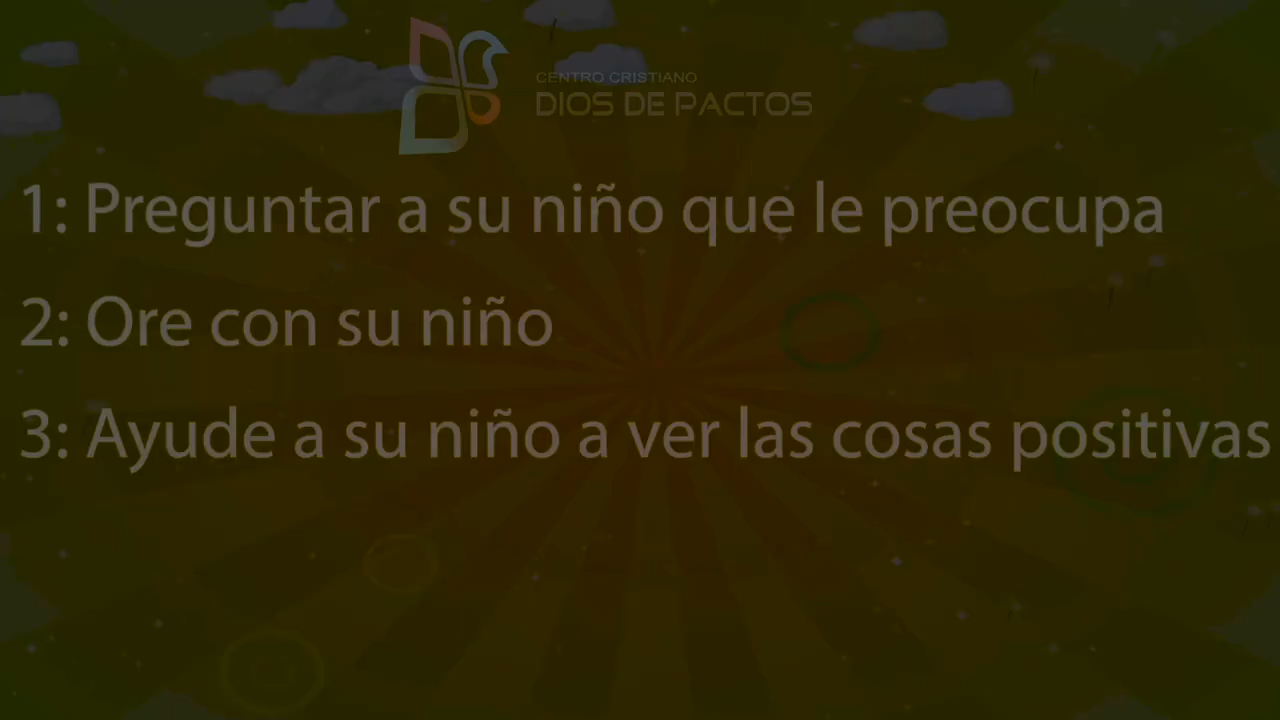 CENTRO CRISTIANO
DIOS DE PACTOS
1: Preguntar a su niño que le preocupa
2: Ore con su niño
3: Ayude a su niño a ver las cosas positivas